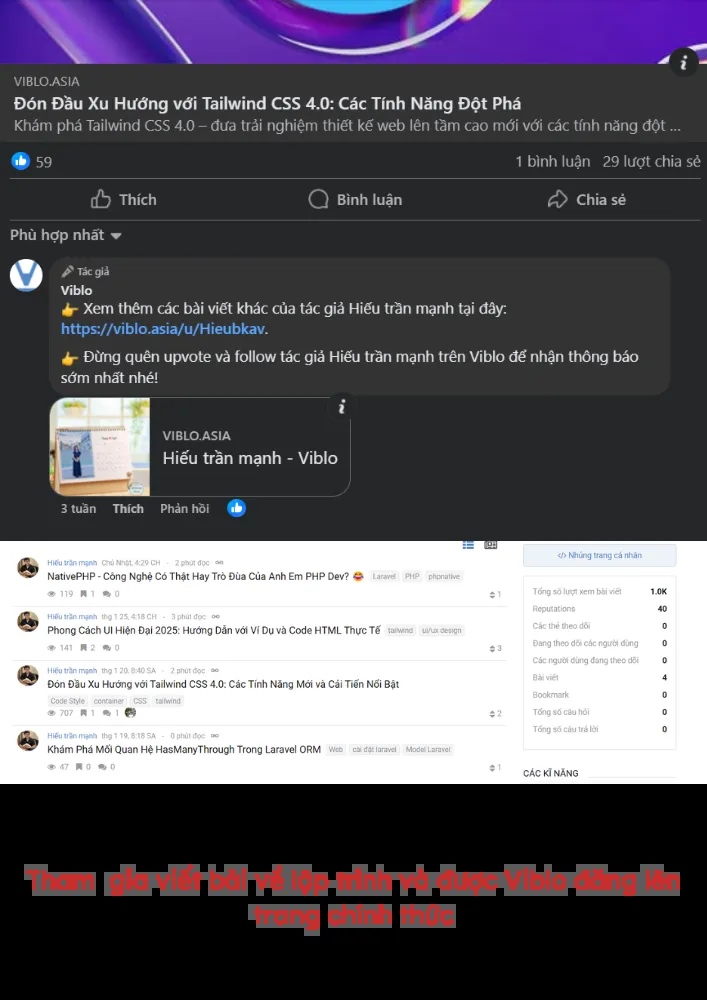 VIBLO.ASIA
Đón Đầu Xu Hướng với Tailwind CSS 4.0: Các Tính Năng Đột Phá
Khám phá Tailwind CSS 4.0 – đưa trải nghiệm thiết kế web lên tầm cao mới với các tính năng đột ...
59
1 bình luận 29 lượt chia sẻ
Thích Bình luận Chia sẻ
Phù hợp nhất
Tác giả
Viblo
👉 Xem thêm các bài viết khác của tác giả Hiếu trần mạnh tại đây:
https://viblo.asia/u/Hieubkav.
👉 Đừng quên upvote và follow tác giả Hiếu trần mạnh trên Viblo để nhận thông báo
sớm nhất nhé!
VIBLO.ASIA
Hiếu trần mạnh - Viblo
3 tuần Thích Phản hồi
Hiếu trần mạnh Chủ Nhật, 4:29 CH - 2 phút đọc
NativePHP - Công Nghệ Có Thật Hay Trò Đùa Của Anh Em PHP Dev? 😂 Laravel PHP phpnative
119 1 0 1
Hiếu trần mạnh thg 1 25, 4:18 CH - 3 phút đọc
Phong Cách UI Hiện Đại 2025: Hướng Dẫn với Ví Dụ và Code HTML Thực Tế tailwind ui/ux design
141 2 0 3
Hiếu trần mạnh thg 1 20, 8:40 SA - 2 phút đọc
Đón Đầu Xu Hướng với Tailwind CSS 4.0: Các Tính Năng Mới và Cải Tiến Nổi Bật
Code Style container CSS tailwind
707 1 1 2
Hiếu trần mạnh thg 1 19, 8:18 SA - 0 phút đọc
Khám Phá Mối Quan Hệ HasManyThrough Trong Laravel ORM Web cài đặt laravel Model Laravel
47 0 0 1
</> Nhúng trang cá nhân
Tổng số lượt xem bài viết 1.0K
Reputations 40
Các thẻ theo dõi 0
Đang theo dõi các người dùng 0
Các người dùng đang theo dõi 0
Bài viết 4
Bookmark 0
Tổng số câu hỏi 0
Tổng số câu trả lời 0
CÁC KĨ NĂNG
Tham gia viết bài về lập trình và được Viblo đăng lên
trang chính thức